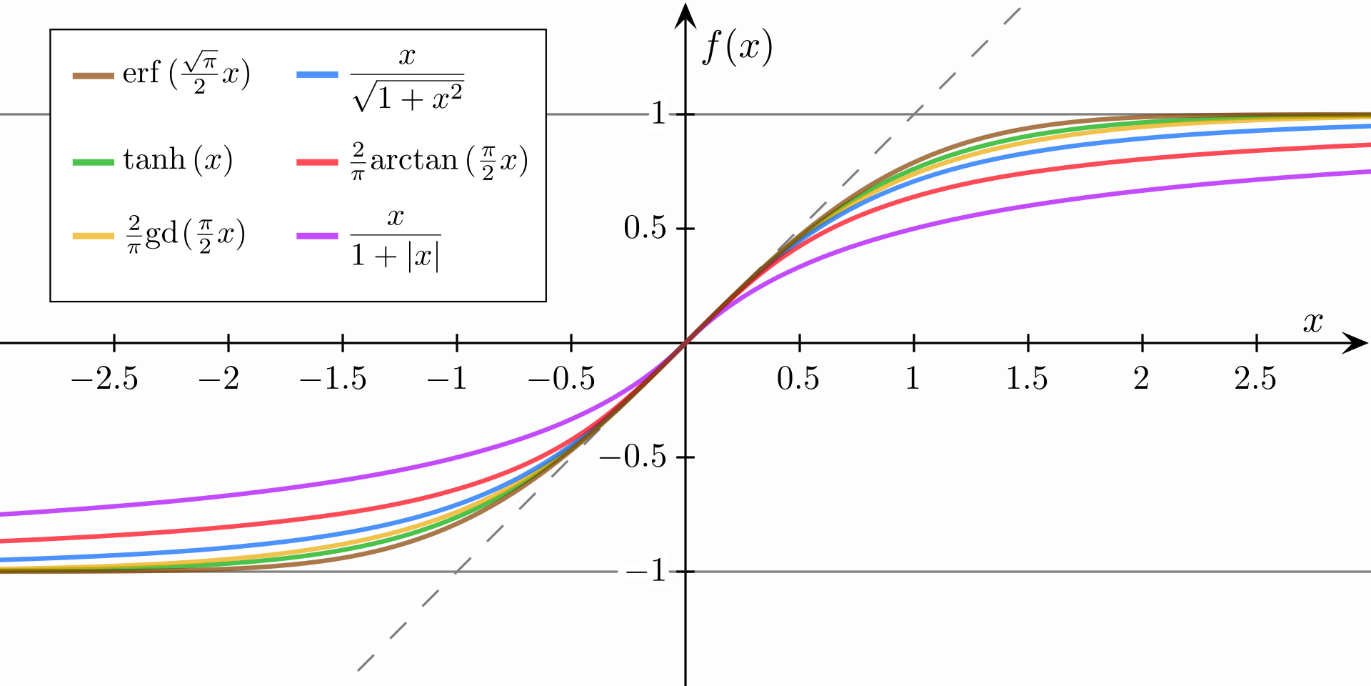 f(x)
erf (√π/2 x) x/√(1 + x²)
tanh (x) 2/π arctan (π/2 x)
2/π gd (π/2 x) x/(1 + |x|)
1
0.5
x
−2.5 −2 −1.5 −1 −0.5 0.5 1 1.5 2 2.5
−0.5
−1